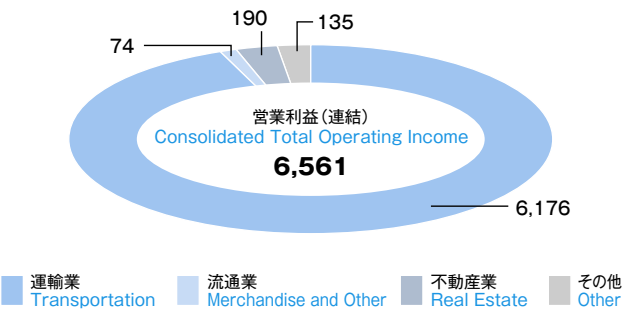 190
135
74
営業利益(連結)
Consolidated Total Operating Income
6,561
6,176
運輸業
Transportation
流通業
Merchandise and Other
不動産業
Real Estate
その他
Other